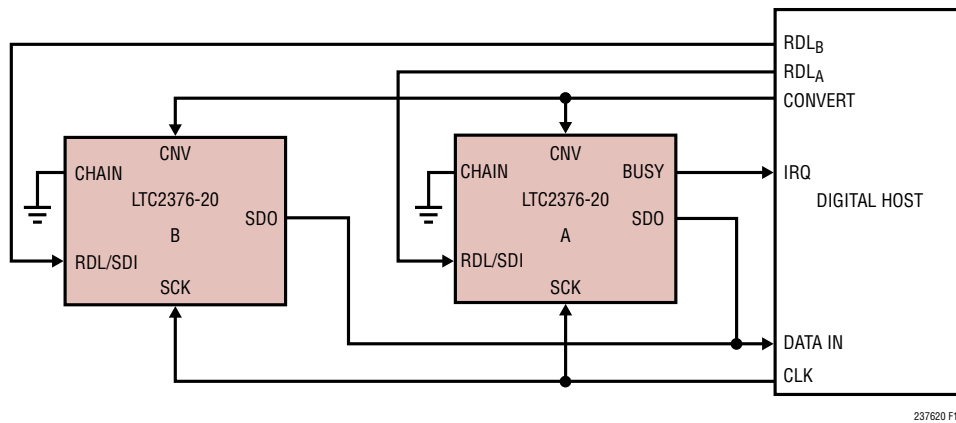 RDLB
RDLA
CONVERT
IRQ
DIGITAL HOST
DATA IN
CLK
CNV
CHAIN
LTC2376-20
SDO
B
RDL/SDI
SCK
CNV
CHAIN
BUSY
LTC2376-20
SDO
A
RDL/SDI
SCK
237620 F1